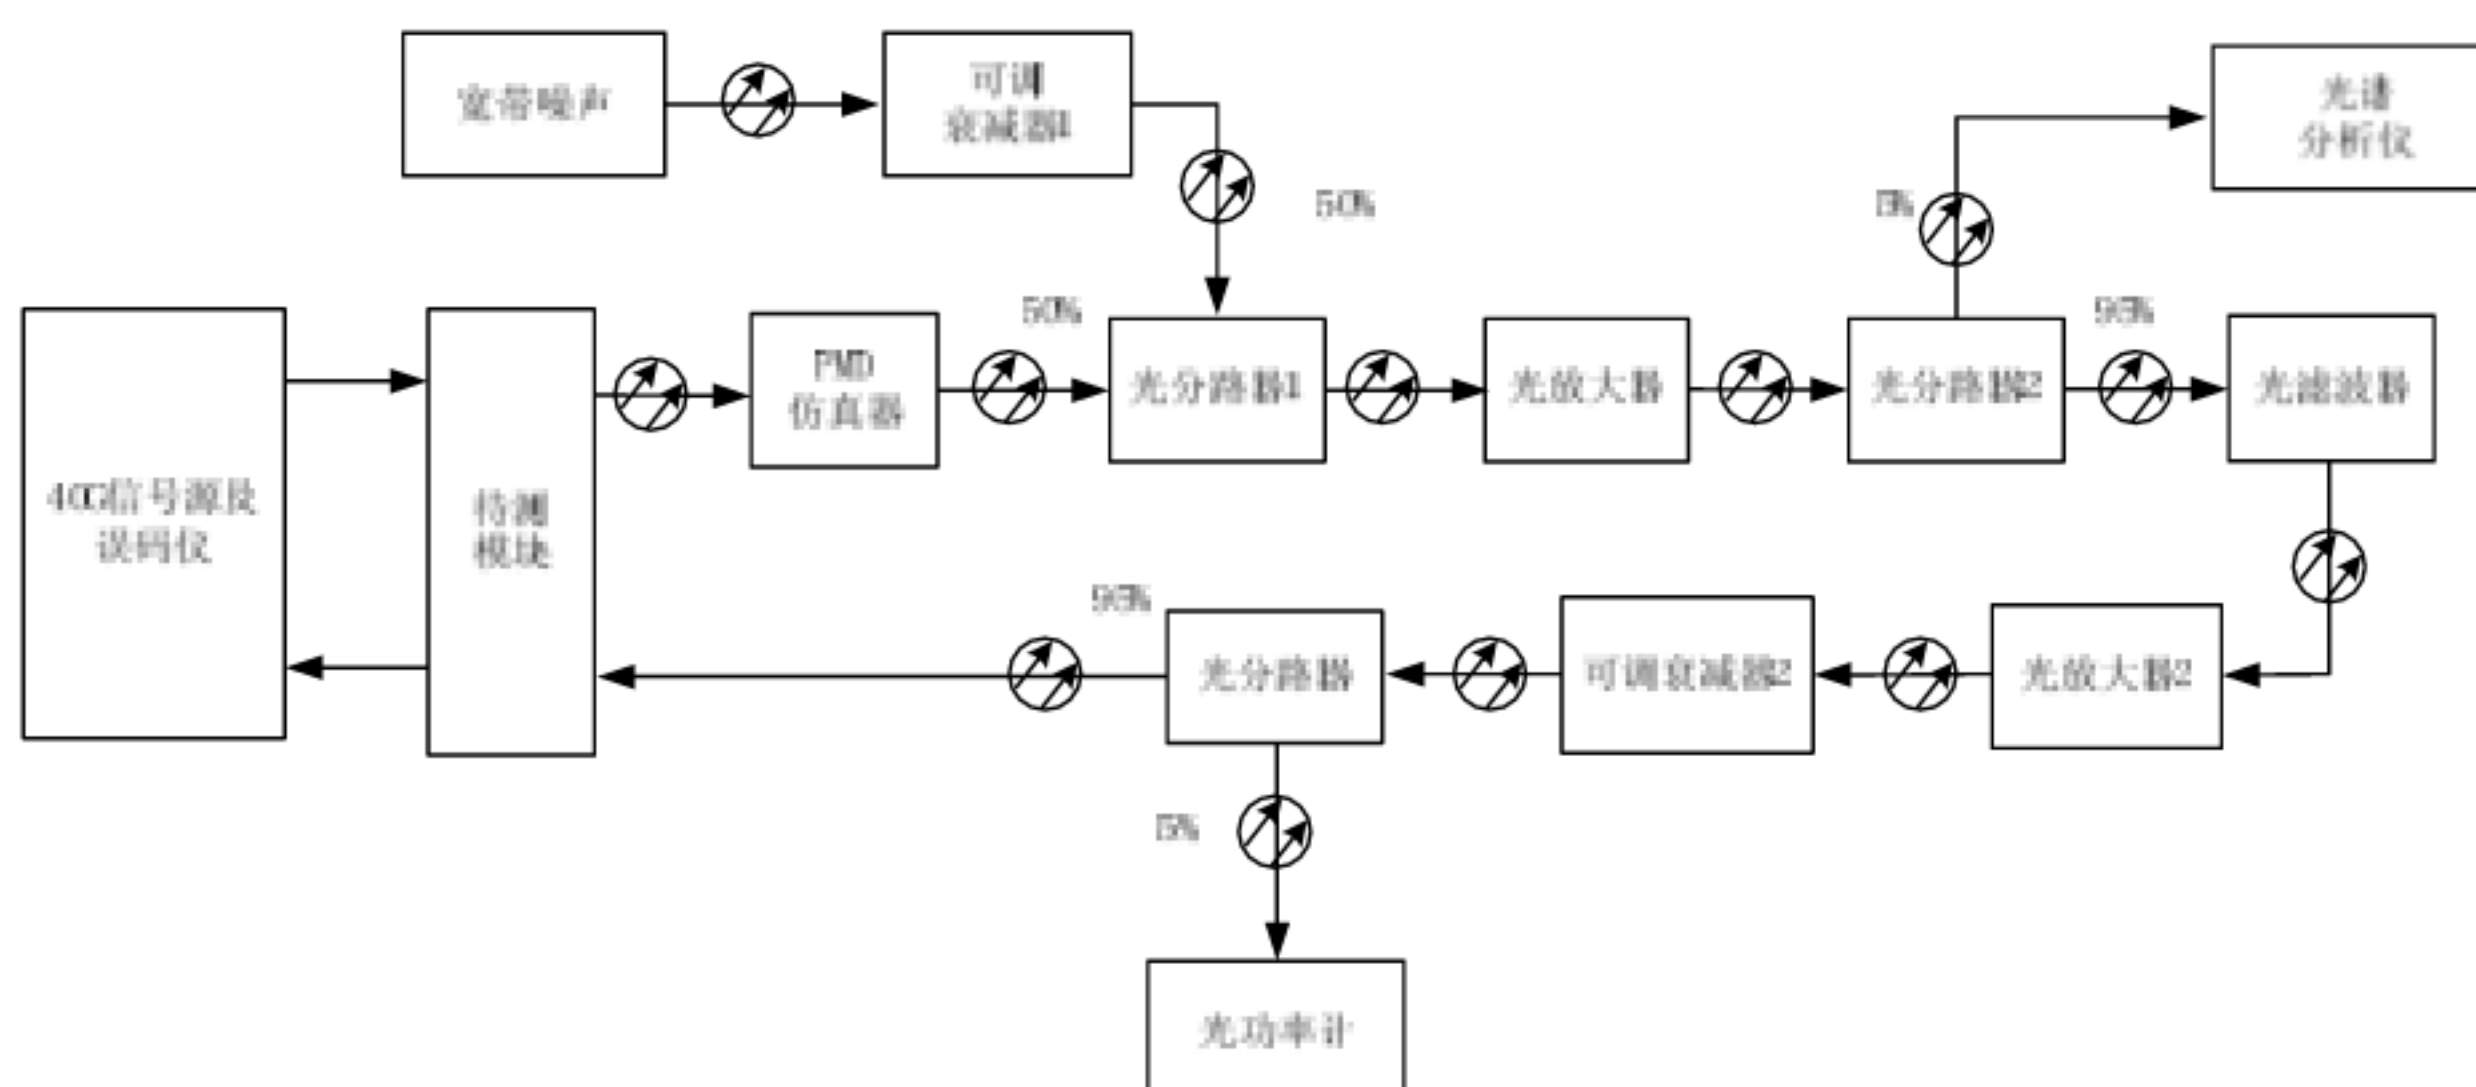 宽带噪声
可调
衰减器1
光谱
分析仪
50%
5%
50%
95%
40G信号源及
误码仪
待测
模块
PMD
仿真器
光分路器1
光放大器
光分路器2
光滤波器
95%
光分路器
可调衰减器2
光放大器2
5%
光功率计